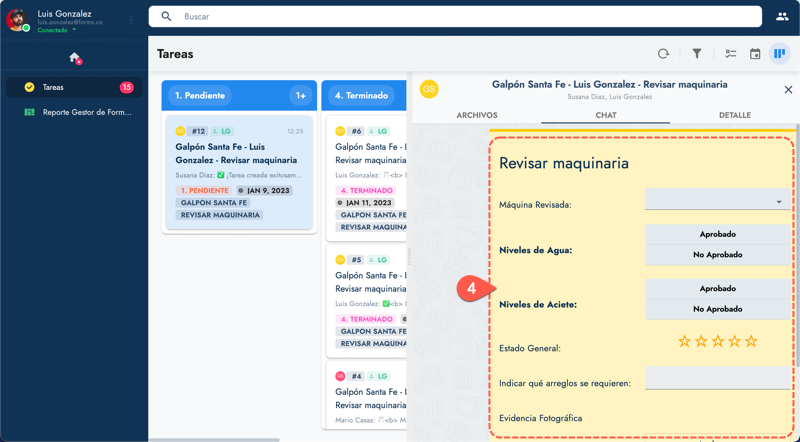 Luis Gonzalez
luis.gonzalez@forms.co
Conectado
Buscar
Tareas
15
Reporte Gestor de Form...
Tareas
1. Pendiente
1+
#12
LG
12:25
Galpón Santa Fe - Luis
Gonzalez - Revisar maquinaria
Susana Diaz: ✅ ¡Tarea creada exitosam...
1. PENDIENTE
JAN 9, 2023
GALPON SANTA FE
REVISAR MAQUINARIA
4. Terminado
GS
#6
LG
Galpón Santa Fe - L
Gonzalez - Revisar
Luis Gonzalez: <b>
4. TERMINADO
JAN 11, 2023
GALPON SANTA FE
REVISAR MAQUINA
GS
#5
LG
Galpón Santa Fe - L
Gonzalez - Revisar
Luis Gonzalez: ✅<b>
4. TERMINADO
GALPON SANTA FE
REVISAR MAQUINA
GS
#4
LG
Galpón Santa Fe - L
Gonzalez - Revisar
Mario Casas: <b> M
GS
Galpón Santa Fe - Luis Gonzalez - Revisar maquinaria
Susana Diaz, Luis Gonzalez
ARCHIVOS
CHAT
DETALLE
Revisar maquinaria
Máquina Revisada:
Niveles de Agua:
Aprobado
No Aprobado
4
Niveles de Aciete:
Aprobado
No Aprobado
Estado General:
Indicar qué arreglos se requieren:
Evidencia Fotográfica